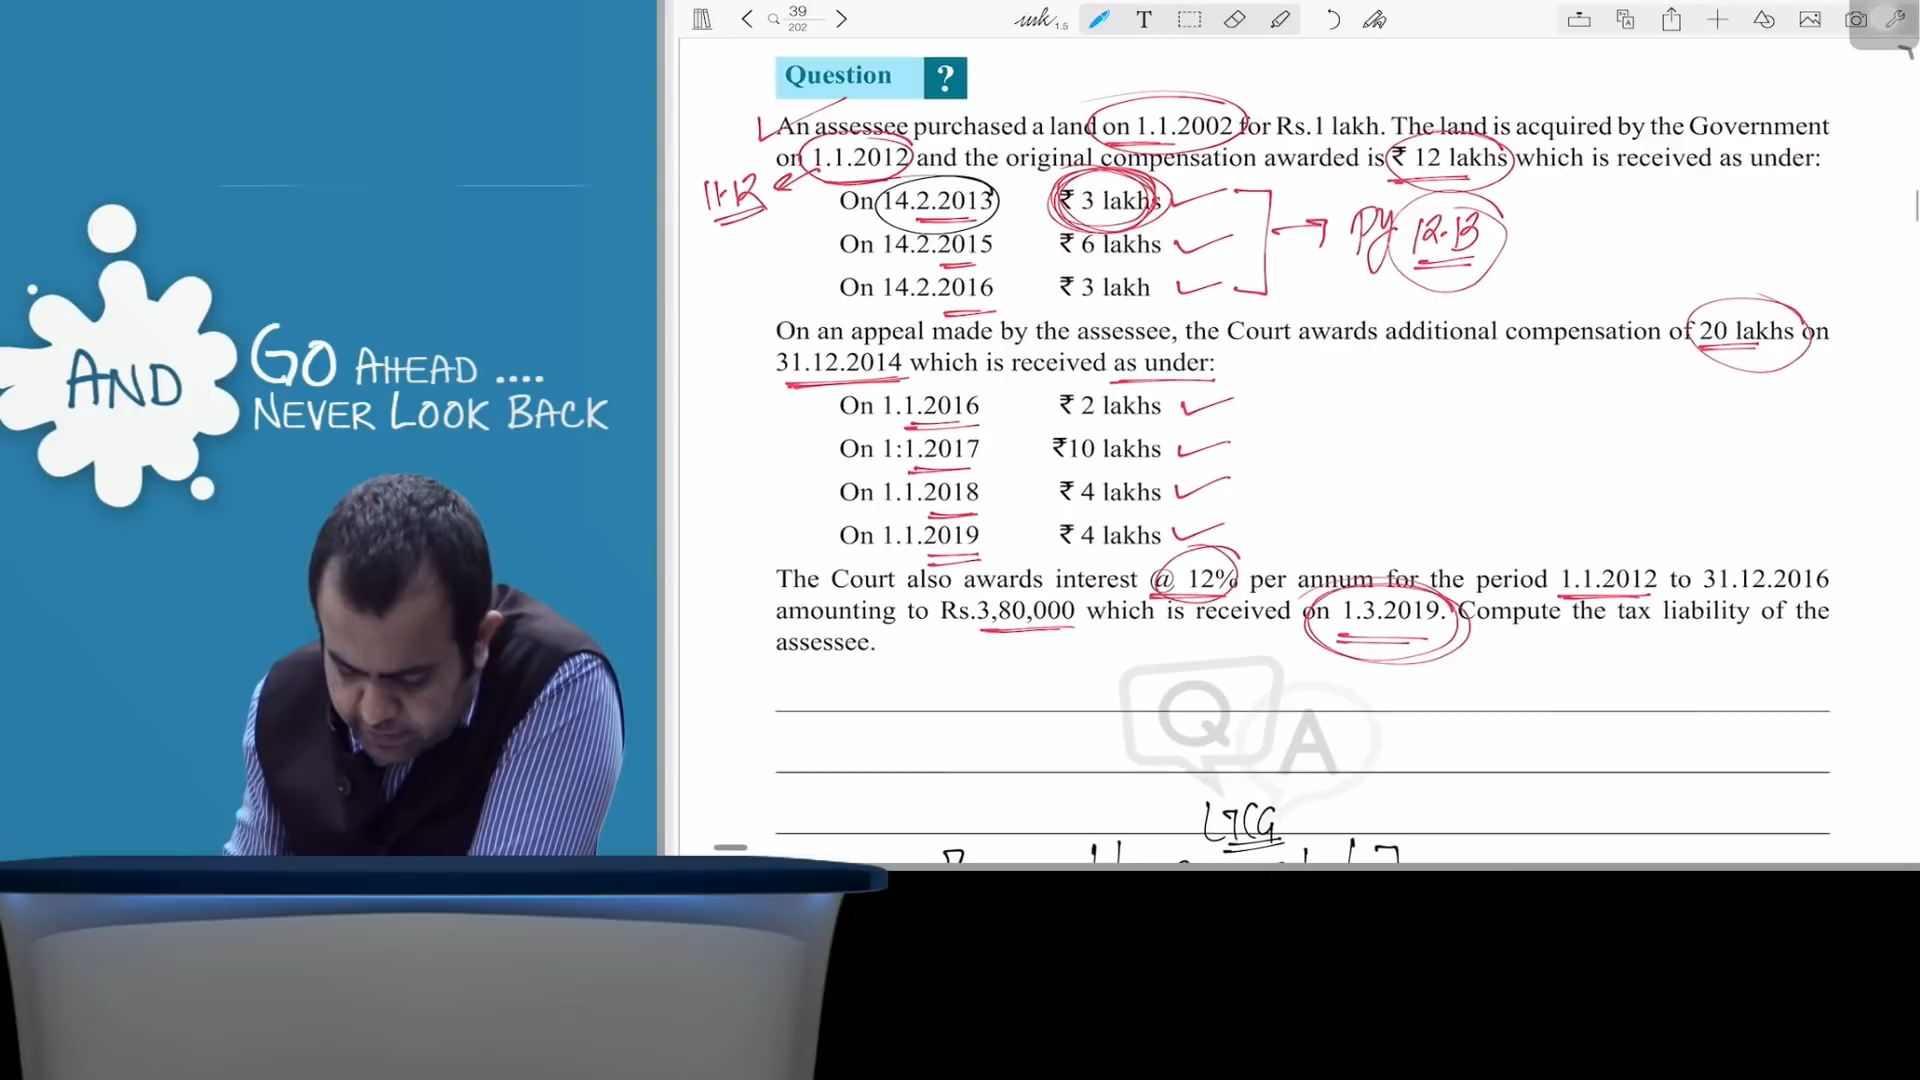 39
202
ink 1.5
T
Question ?
An assessee purchased a land on 1.1.2002 for Rs.1 lakh. The land is acquired by the Government
on 1.1.2012 and the original compensation awarded is ₹ 12 lakhs which is received as under:
11-12
On 14.2.2013 ₹ 3 lakhs
PY 12-13
On 14.2.2015 ₹ 6 lakhs
On 14.2.2016 ₹ 3 lakh
On an appeal made by the assessee, the Court awards additional compensation of 20 lakhs on
31.12.2014 which is received as under:
On 1.1.2016 ₹ 2 lakhs
On 1:1.2017 ₹10 lakhs
On 1.1.2018 ₹ 4 lakhs
On 1.1.2019 ₹ 4 lakhs
The Court also awards interest @ 12% per annum for the period 1.1.2012 to 31.12.2016
amounting to Rs.3,80,000 which is received on 1.3.2019. Compute the tax liability of the
assessee.
Q A
LTCG
AND
GO AHEAD ....
NEVER LOOK BACK